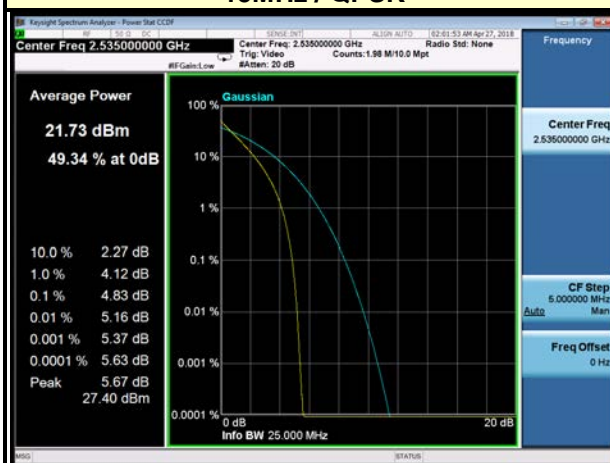 Keysight Spectrum Analyzer - Power Stat CCDF
RF 50 Ω DC SENSE:INT ALIGN AUTO 02:01:53 AM Apr 27, 2018
Center Freq 2.535000000 GHz
Center Freq: 2.535000000 GHz
Radio Std: None
Trig: Video
Counts:1.98 M/10.0 Mpt
#IFGain:Low
#Atten: 20 dB
Frequency
Average Power
21.73 dBm
49.34 % at 0dB
10.0 % 2.27 dB
1.0 % 4.12 dB
0.1 % 4.83 dB
0.01 % 5.16 dB
0.001 % 5.37 dB
0.0001 % 5.63 dB
Peak 5.67 dB
27.40 dBm
Gaussian
100 %
10 %
1 %
0.1 %
0.01 %
0.001 %
0.0001 %
0 dB
20 dB
Info BW 25.000 MHz
Center Freq
2.535000000 GHz
CF Step
5.000000 MHz
Auto Man
Freq Offset
0 Hz
MSG
STATUS